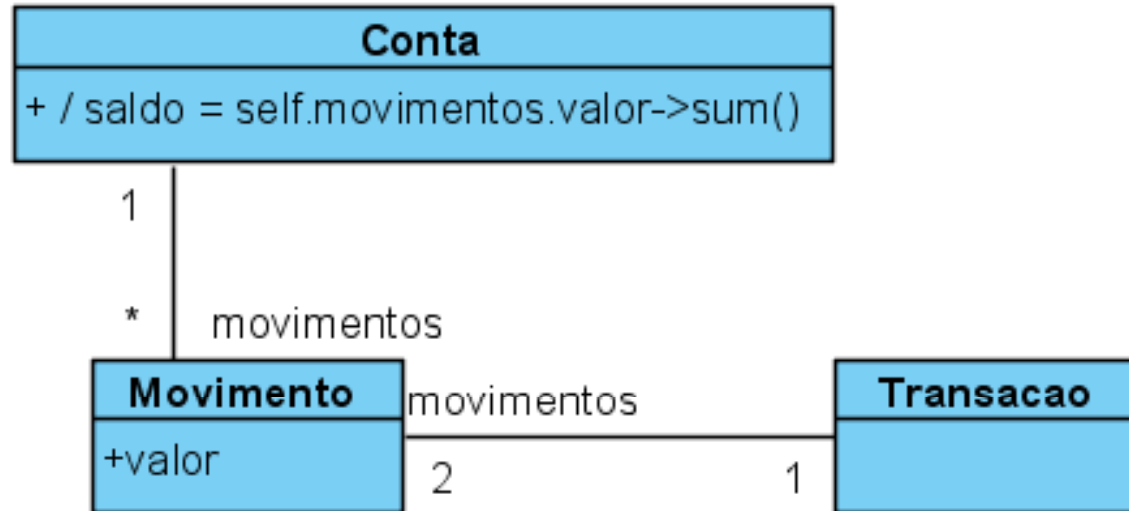 Conta
+ / saldo = self.movimentos.valor->sum()
1
*
movimentos
Movimento
+valor
movimentos
2
1
Transacao